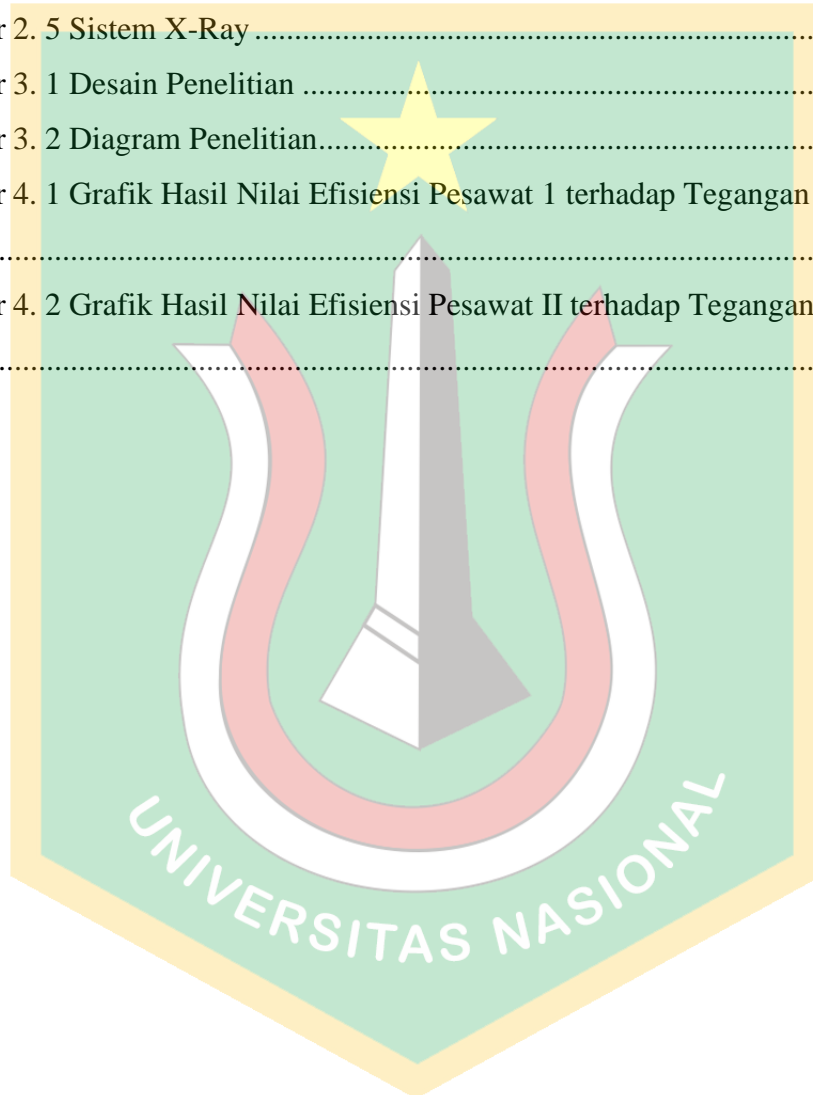 r 2. 5 Sistem X-Ray ........................................................................
r 3. 1 Desain Penelitian ..................................................................
r 3. 2 Diagram Penelitian................................................................
r 4. 1 Grafik Hasil Nilai Efisiensi Pesawat 1 terhadap Tegangan
.......................................................................................................
r 4. 2 Grafik Hasil Nilai Efisiensi Pesawat II terhadap Tegangan
.......................................................................................................
UNIVERSITAS NASIONAL